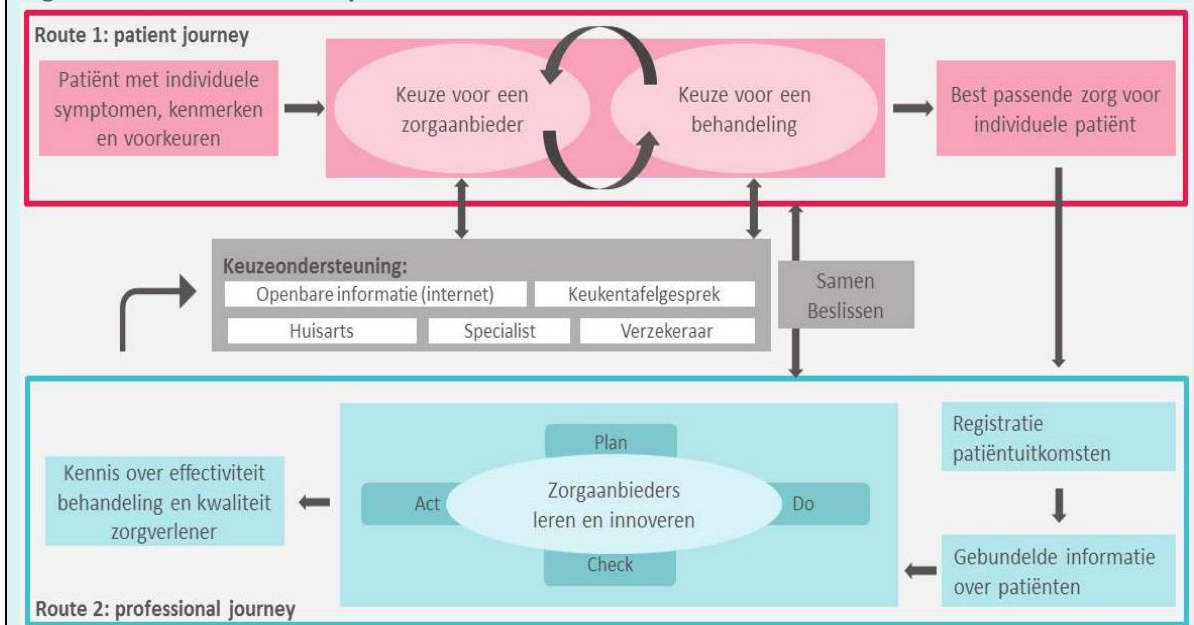 Route 1: patient journey
Patiënt met individuele
symptomen, kenmerken
en voorkeuren
Keuze voor een
zorgaanbieder
Keuze voor een
behandeling
Best passende zorg voor
individuele patiënt
Keuzeondersteuning:
Openbare informatie (internet)
Keukentafelgesprek
Huisarts
Specialist
Verzekeraar
Samen
Beslissen
Kennis over effectiviteit
behandeling en kwaliteit
zorgverlener
Plan
Act
Zorgaanbieders
leren en innoveren
Do
Check
Registratie
patiëntuitkomsten
Gebundelde informatie
over patiënten
Route 2: professional journey